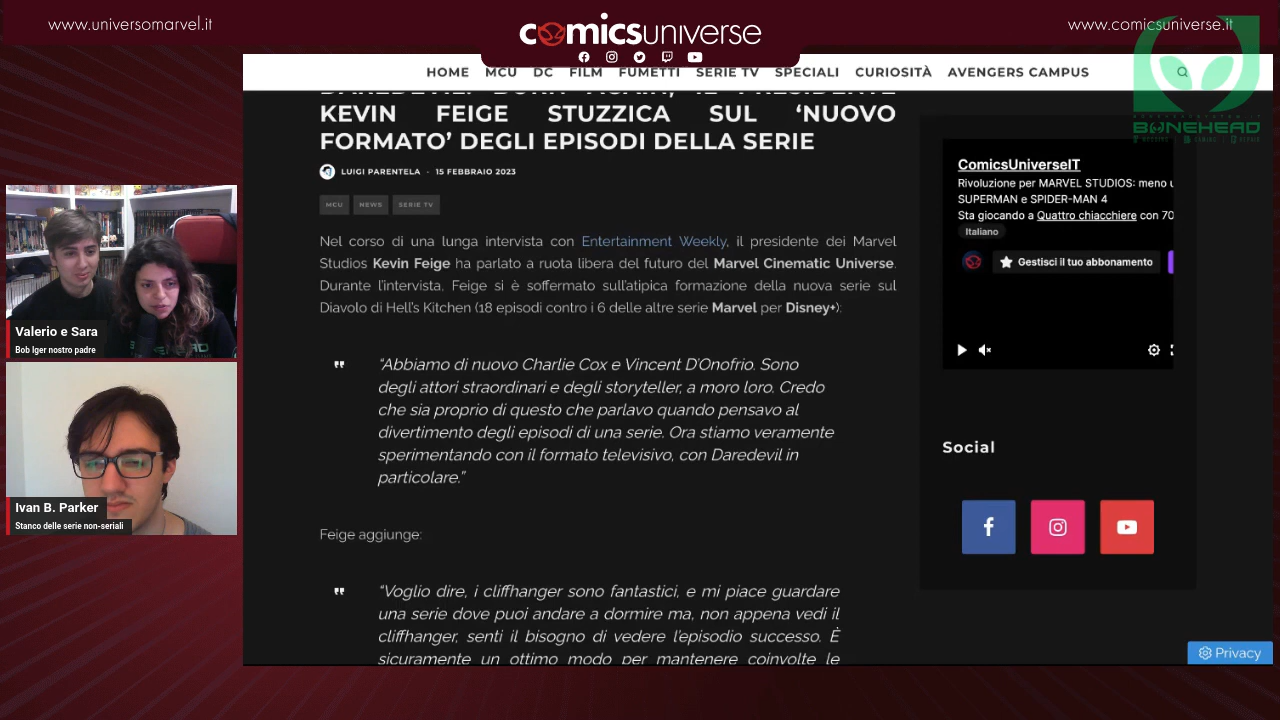 www.universomarvel.it
comicsuniverse
www.comicsuniverse.it
HOME MCU DC FILM FUMETTI SERIE TV SPECIALI CURIOSITÀ AVENGERS CAMPUS
DAREDEVIL: BORN AGAIN, IL PRESIDENTE
KEVIN FEIGE STUZZICA SUL ‘NUOVO
FORMATO’ DEGLI EPISODI DELLA SERIE
LUIGI PARENTELA - 15 FEBBRAIO 2023
MCU NEWS SERIE TV
Nel corso di una lunga intervista con Entertainment Weekly, il presidente dei Marvel
Studios Kevin Feige ha parlato a ruota libera del futuro del Marvel Cinematic Universe.
Durante l’intervista, Feige si è soffermato sull’atipica formazione della nuova serie sul
Diavolo di Hell’s Kitchen (18 episodi contro i 6 delle altre serie Marvel per Disney+):
“Abbiamo di nuovo Charlie Cox e Vincent D’Onofrio. Sono
degli attori straordinari e degli storyteller, a moro loro. Credo
che sia proprio di questo che parlavo quando pensavo al
divertimento degli episodi di una serie. Ora stiamo veramente
sperimentando con il formato televisivo, con Daredevil in
particolare.”
Feige aggiunge:
“Voglio dire, i cliffhanger sono fantastici, e mi piace guardare
una serie dove puoi andare a dormire ma, non appena vedi il
cliffhanger, senti il bisogno di vedere l’episodio successo. È
sicuramente un ottimo modo per mantenere coinvolte le
BONEHEAD
ComicsUniverseIT
Rivoluzione per MARVEL STUDIOS: meno
SUPERMAN e SPIDER-MAN 4
Sta giocando a Quattro chiacchiere con 70
Italiano
Gestisci il tuo abbonamento
Social
Privacy
Valerio e Sara
Bob Iger nostro padre
BONEHEAD
Ivan B. Parker
Stanco delle serie non-seriali